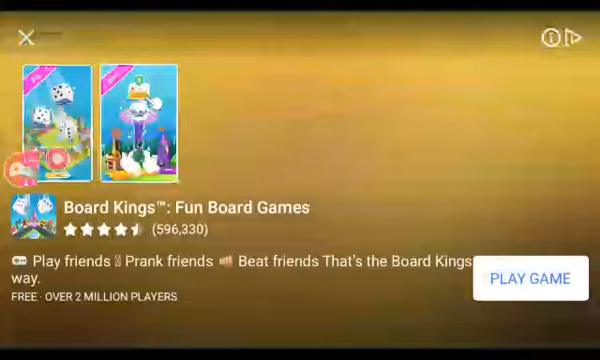 Board Kings™: Fun Board Games
(596,330)
Play friends Prank friends Beat friends That's the Board Kings
way.
PLAY GAME
FREE · OVER 2 MILLION PLAYERS